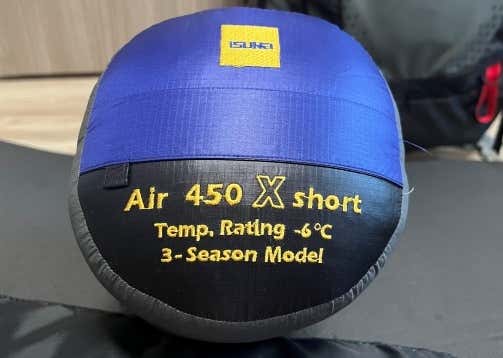 ISUKA
Air 450 X short
Temp. Rating -6°C
3-Season Model